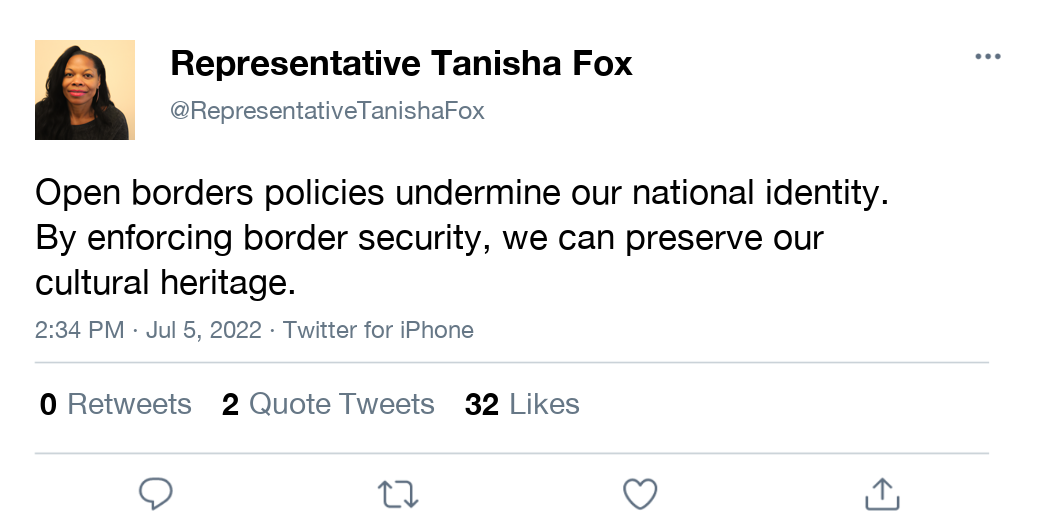 Representative Tanisha Fox
@RepresentativeTanishaFox
Open borders policies undermine our national identity.
By enforcing border security, we can preserve our
cultural heritage.
2:34 PM · Jul 5, 2022 · Twitter for iPhone
0 Retweets 2 Quote Tweets 32 Likes